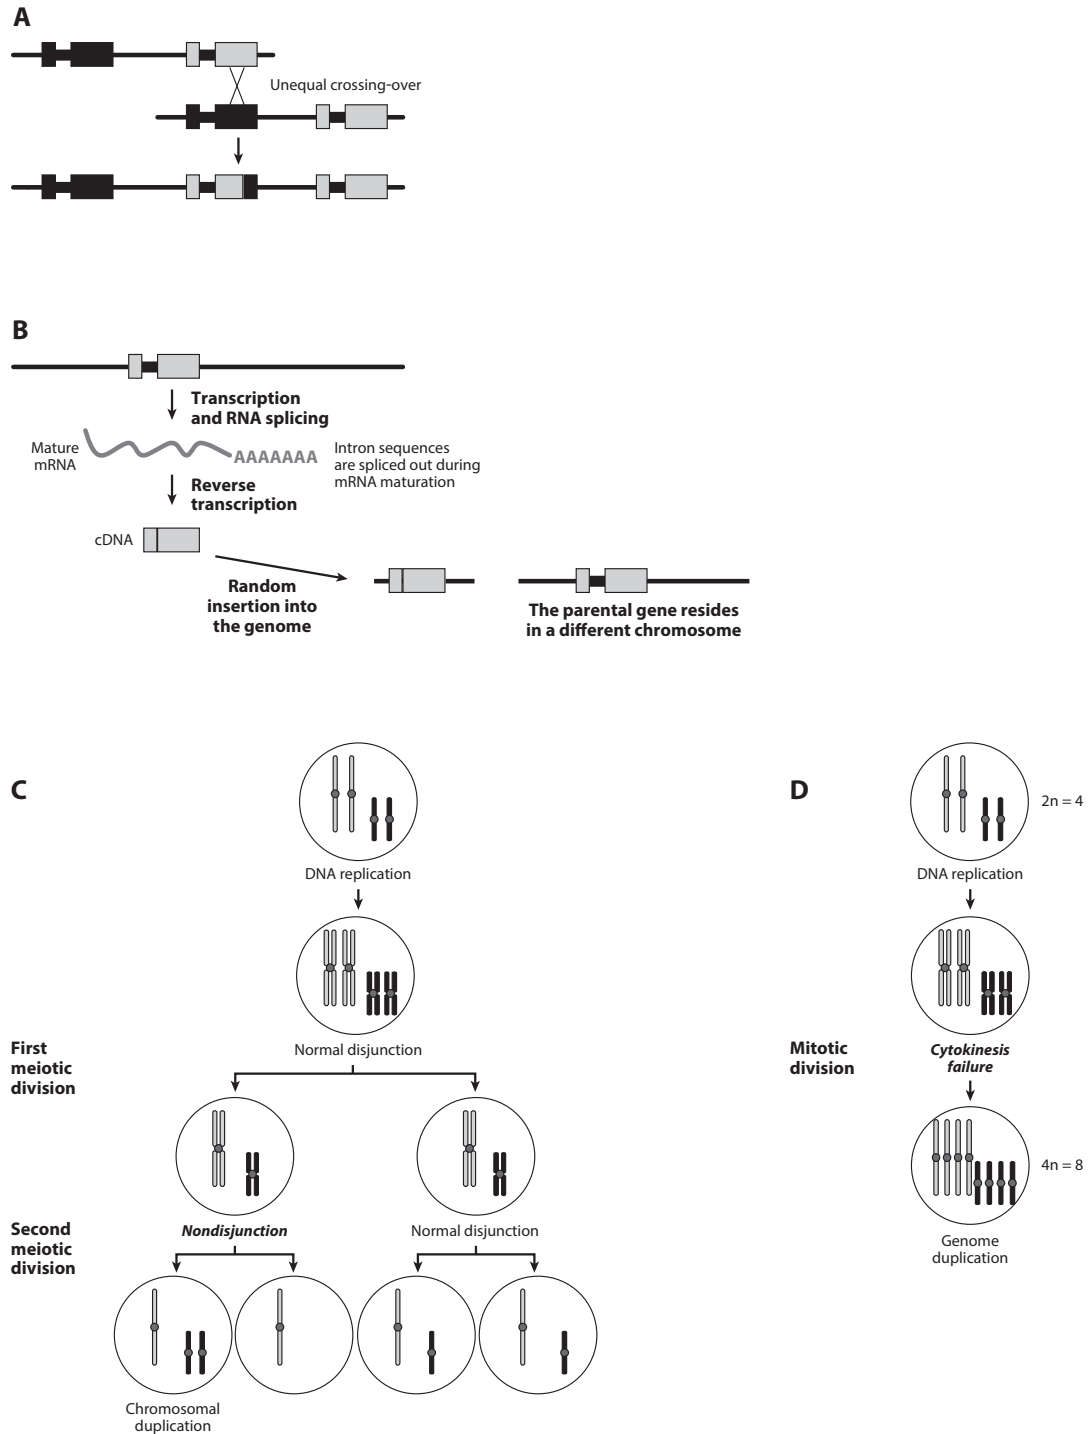 A
Unequal crossing-over
B
Transcription
and RNA splicing
Mature
mRNA
AAAAAAA
Intron sequences
are spliced out during
mRNA maturation
Reverse
transcription
cDNA
Random
insertion into
the genome
The parental gene resides
in a different chromosome
C
DNA replication
First
meiotic
division
Normal disjunction
Second
meiotic
division
Nondisjunction
Normal disjunction
Chromosomal
duplication
D
2n = 4
DNA replication
Mitotic
division
Cytokinesis
failure
4n = 8
Genome
duplication